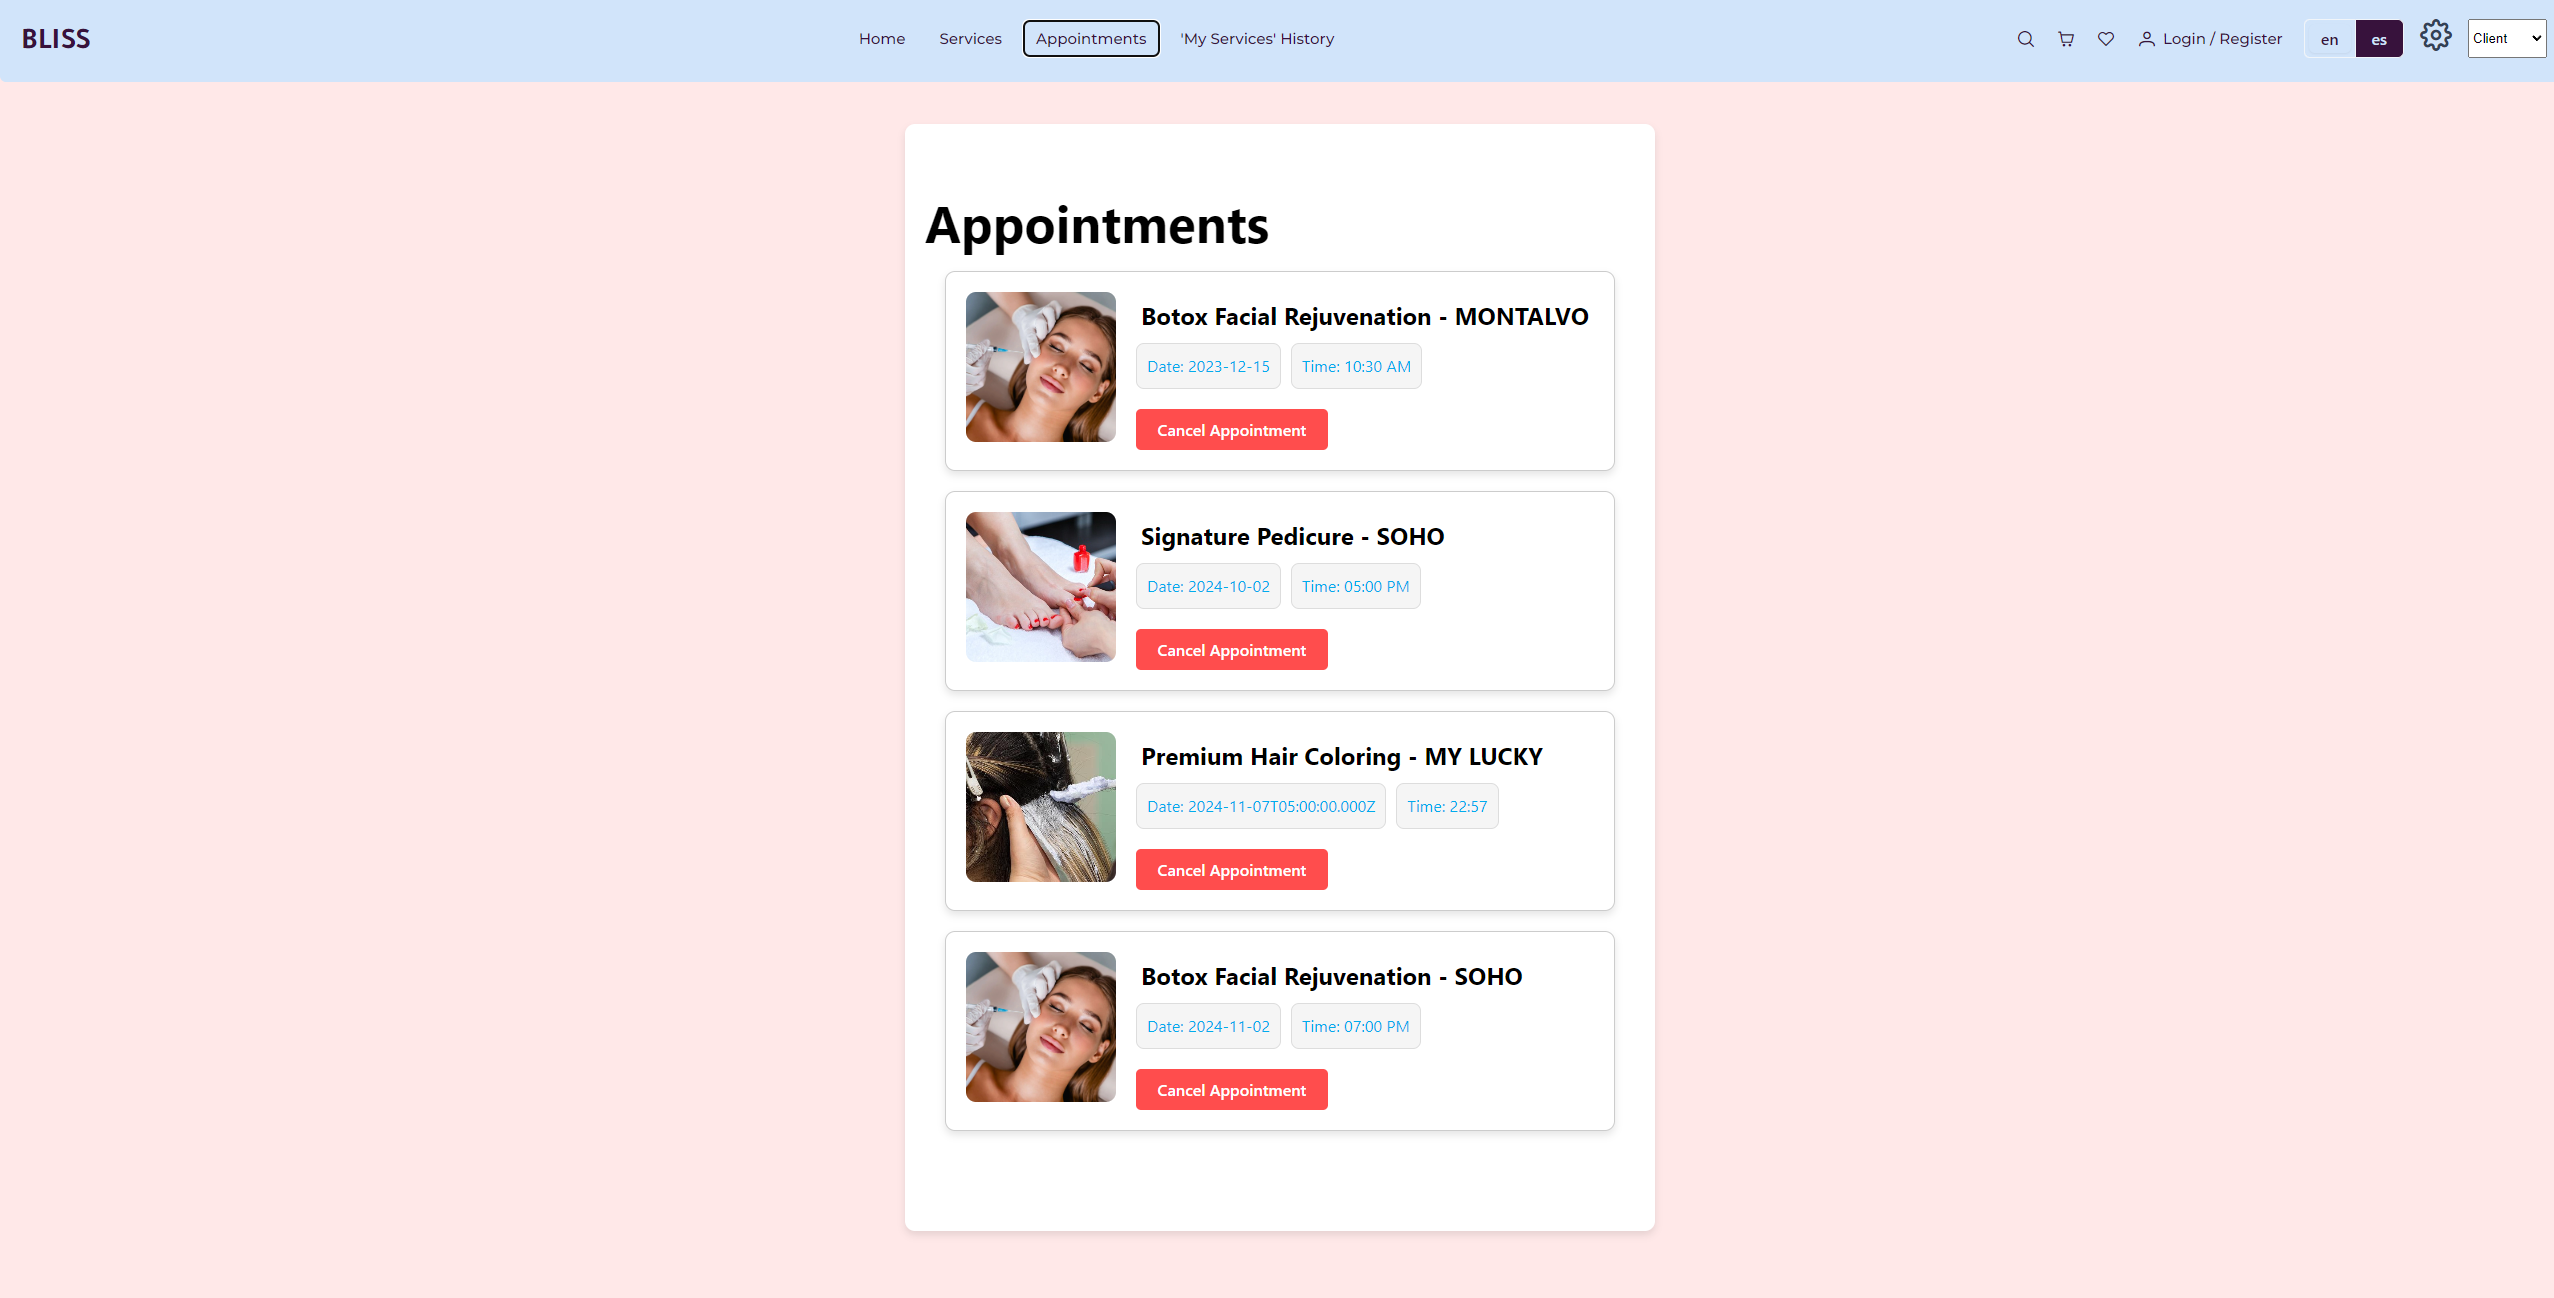 BLISS
Home Services Appointments 'My Services' History
Login / Register en es Client
Appointments
Botox Facial Rejuvenation - MONTALVO
Date: 2023-12-15 Time: 10:30 AM
Cancel Appointment
Signature Pedicure - SOHO
Date: 2024-10-02 Time: 05:00 PM
Cancel Appointment
Premium Hair Coloring - MY LUCKY
Date: 2024-11-07T05:00:00.000Z Time: 22:57
Cancel Appointment
Botox Facial Rejuvenation - SOHO
Date: 2024-11-02 Time: 07:00 PM
Cancel Appointment